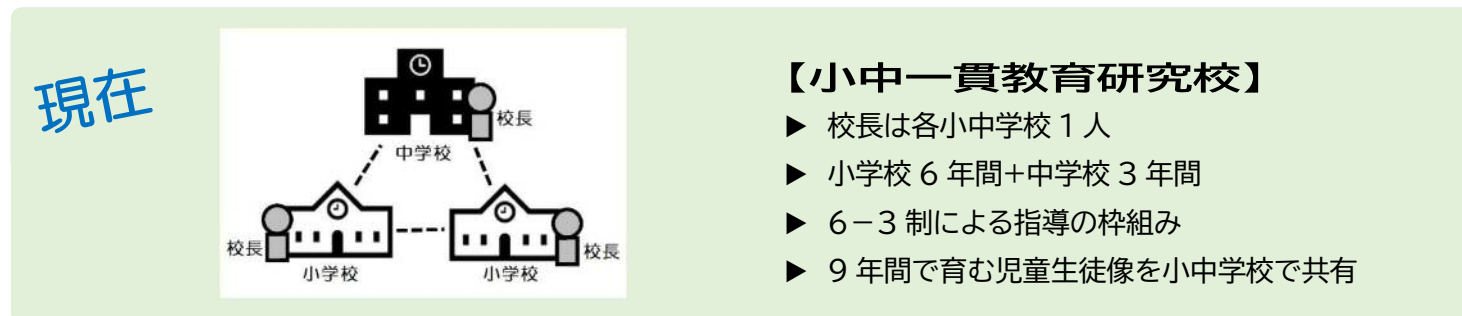 現在
校長
中学校
校長
小学校
小学校
校長
【小中一貫教育研究校】
▶ 校長は各小中学校1人
▶ 小学校6年間+中学校3年間
▶ 6-3制による指導の枠組み
▶ 9年間で育む児童生徒像を小中学校で共有